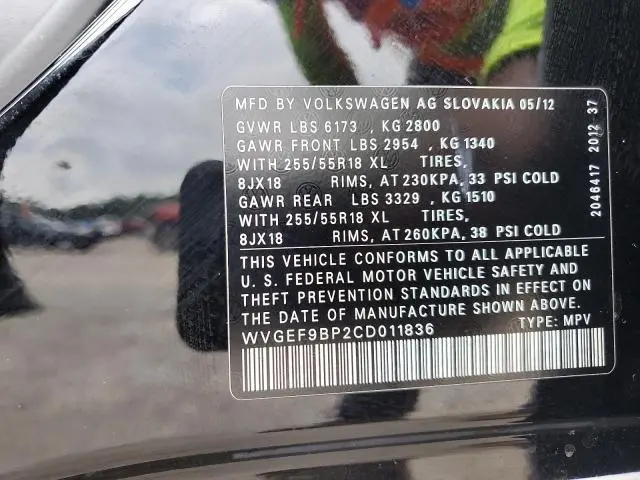 MFD BY VOLKSWAGEN AG SLOVAKIA 05/12
GVWR LBS 6173 , KG 2800
GAWR FRONT LBS 2954 , KG 1340
WITH 255/55R18 XL TIRES,
8JX18 RIMS, AT 230KPA, 33 PSI COLD
GAWR REAR LBS 3329 , KG 1510
WITH 255/55R18 XL TIRES,
8JX18 RIMS, AT 260KPA, 38 PSI COLD
THIS VEHICLE CONFORMS TO ALL APPLICABLE
U. S. FEDERAL MOTOR VEHICLE SAFETY AND
THEFT PREVENTION STANDARDS IN EFFECT ON
THE DATE OF MANUFACTURE SHOWN ABOVE.
WVGEF9BP2CD011836 TYPE: MPV
2046417 2012 37